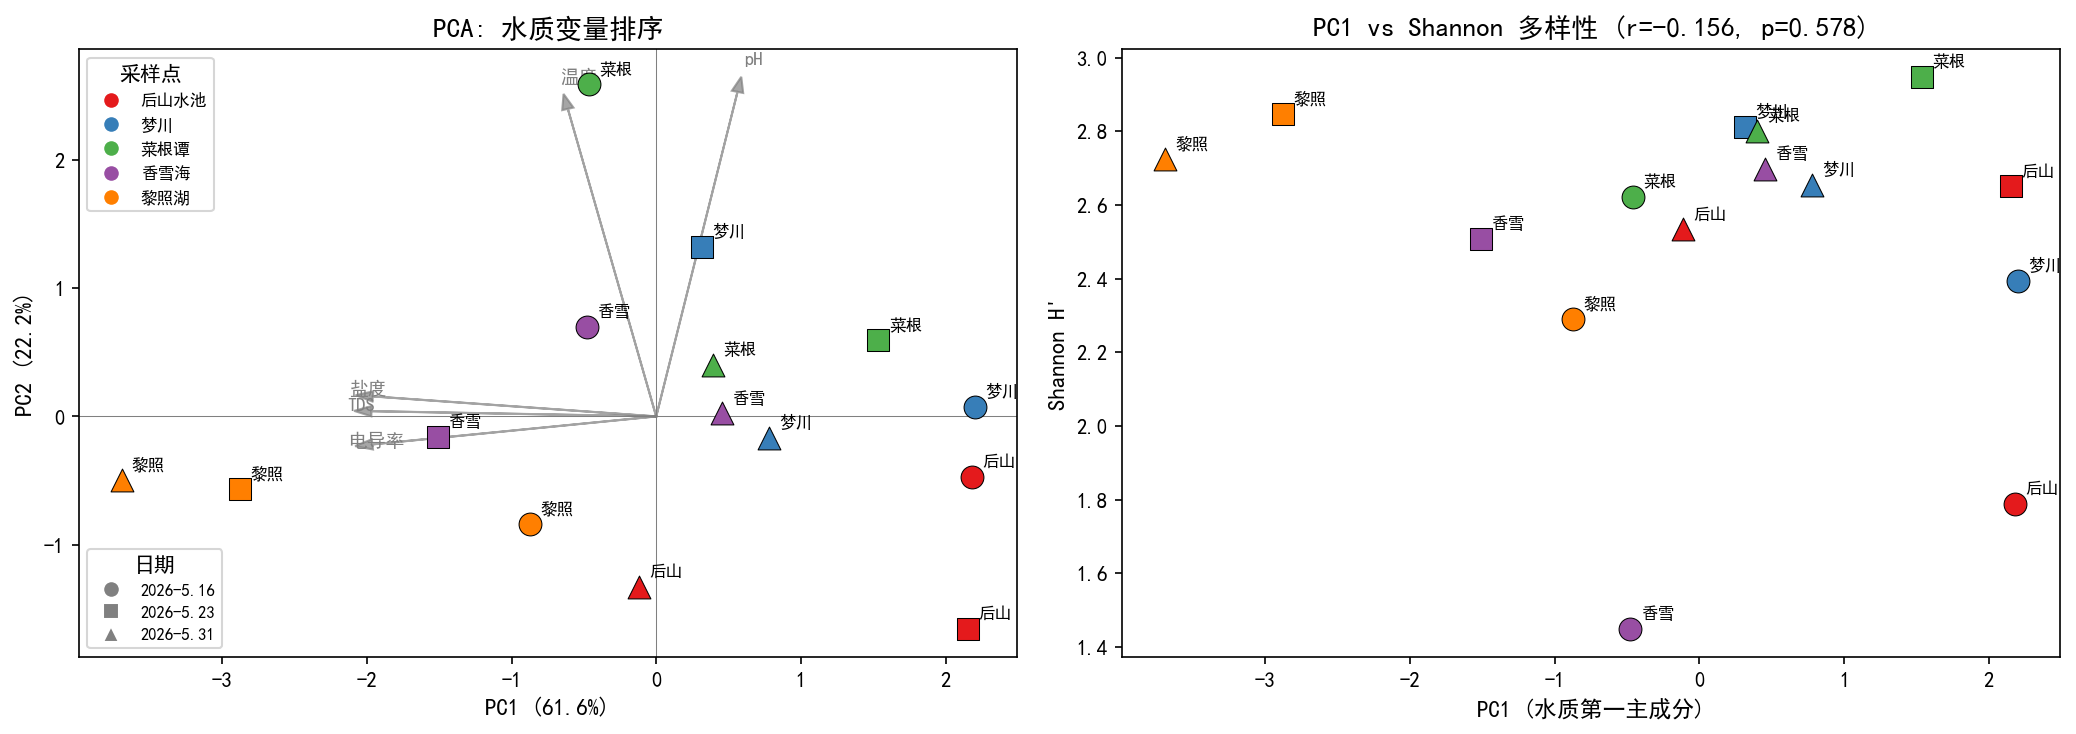 PCA: 水质变量排序
采样点
后山水池
梦川
菜根谭
香雪海
黎照湖
温度
菜根
pH
梦川
香雪
菜根
菜根
香雪
梦川
梦川
盐度
TDS
香雪
电导率
黎照
黎照
后山
黎照
后山
后山
日期
2026-5.16
2026-5.23
2026-5.31
2
1
0
−1
PC2 (22.2%)
−3
−2
−1
0
1
2
PC1 (61.6%)
PC1 vs Shannon 多样性 (r=-0.156, p=0.578)
3.0
2.8
2.6
2.4
2.2
2.0
1.8
1.6
1.4
Shannon H'
菜根
黎照
梦川
菜根
黎照
香雪
梦川
后山
菜根
后山
香雪
梦川
黎照
后山
香雪
−3
−2
−1
0
1
2
PC1 (水质第一主成分)